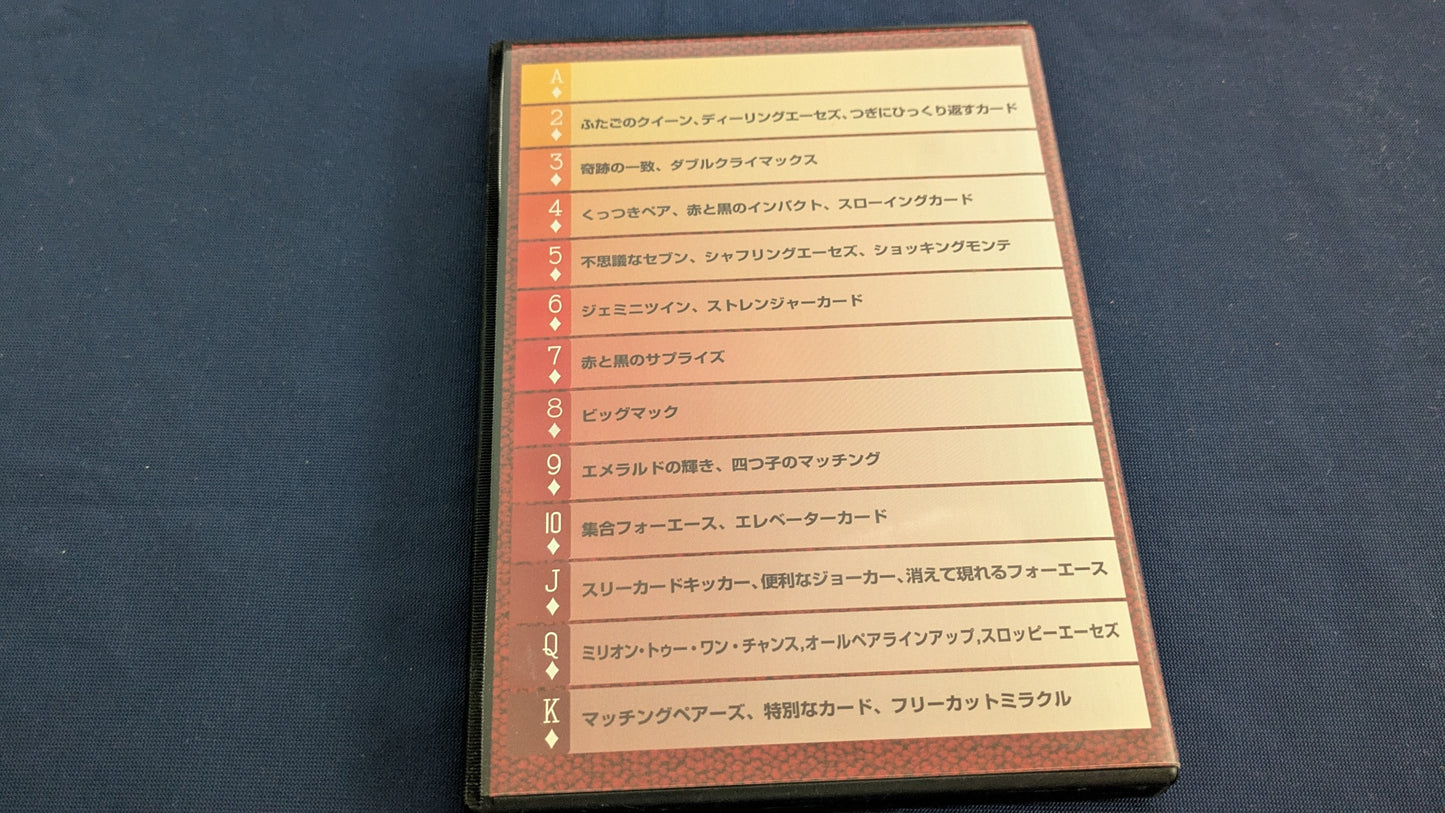 A
2 ふたごのクイーン、ディーリングエーセズ、つぎにひっくり返すカード
3 奇跡の一致、ダブルクライマックス
4 くっつきペア、赤と黒のインパクト、スローイングカード
5 不思議なセブン、シャフリングエーセズ、ショッキングモンテ
6 ジェミニツイン、ストレンジャーカード
7 赤と黒のサプライズ
8 ビッグマック
9 エメラルドの輝き、四つ子のマッチング
10 集合フォーエース、エレベーターカード
J スリーカードキッカー、便利なジョーカー、消えて現れるフォーエース
Q ミリオン・トゥー・ワン・チャンス,オールペアラインアップ,スロッピーエーセズ
K マッチングペアーズ、特別なカード、フリーカットミラクル